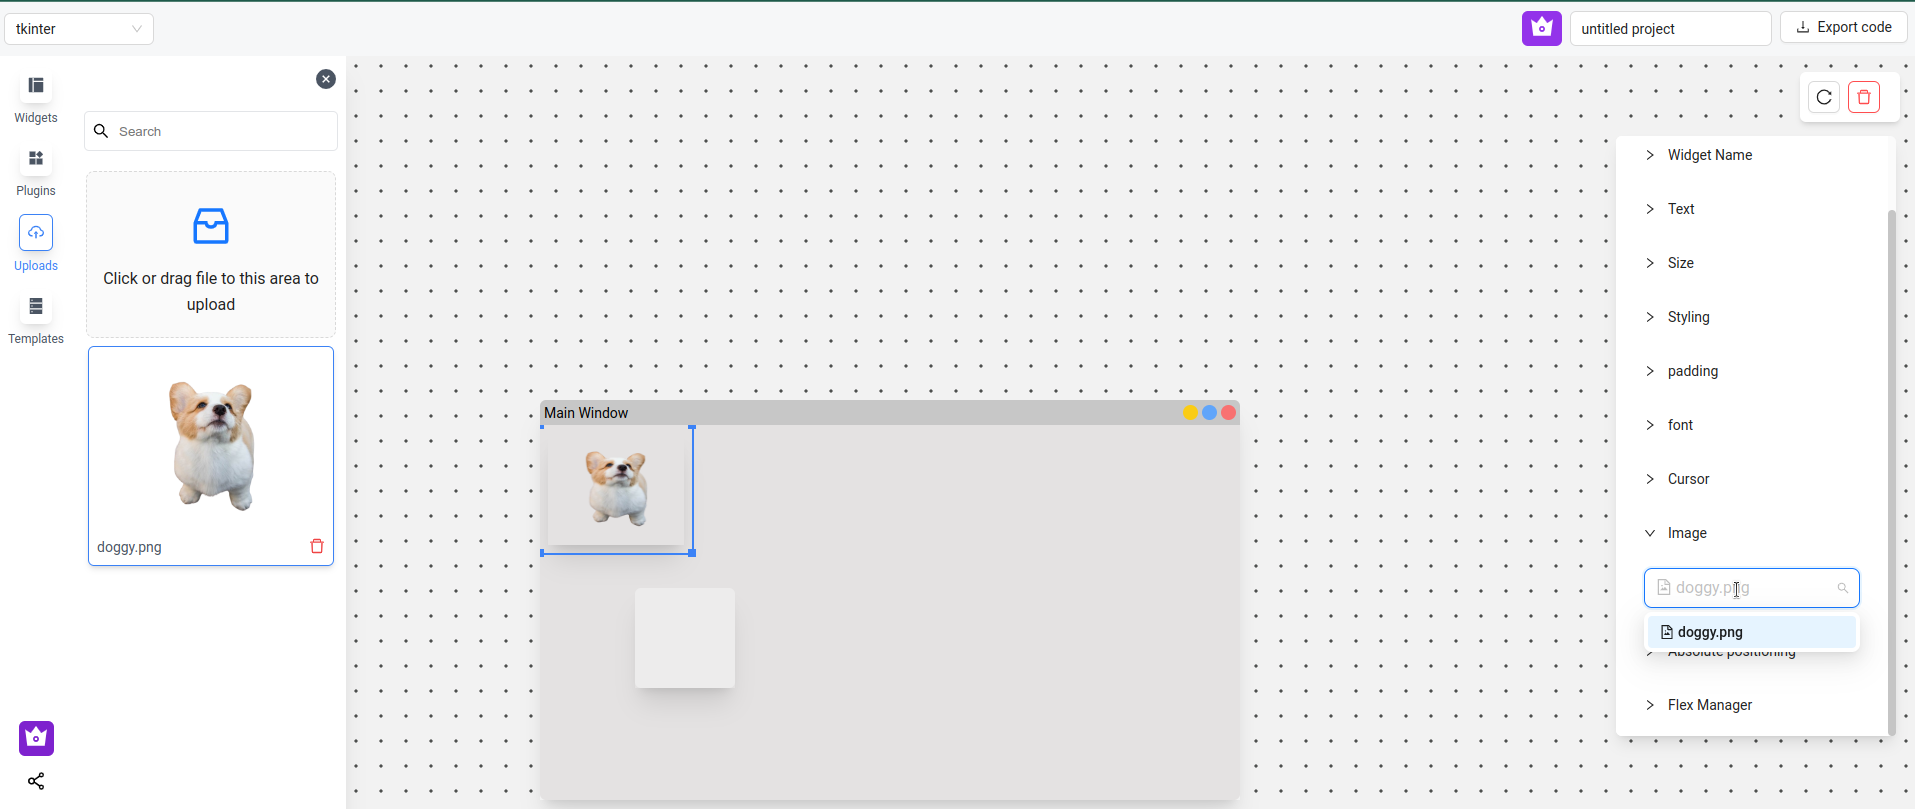 tkinter
untitled project
Export code
Widgets
Plugins
Uploads
Templates
Search
Click or drag file to this area to
upload
doggy.png
Main Window
Widget Name
Text
Size
Styling
padding
font
Cursor
Image
doggy.png
doggy.png
Absolute positioning
Flex Manager